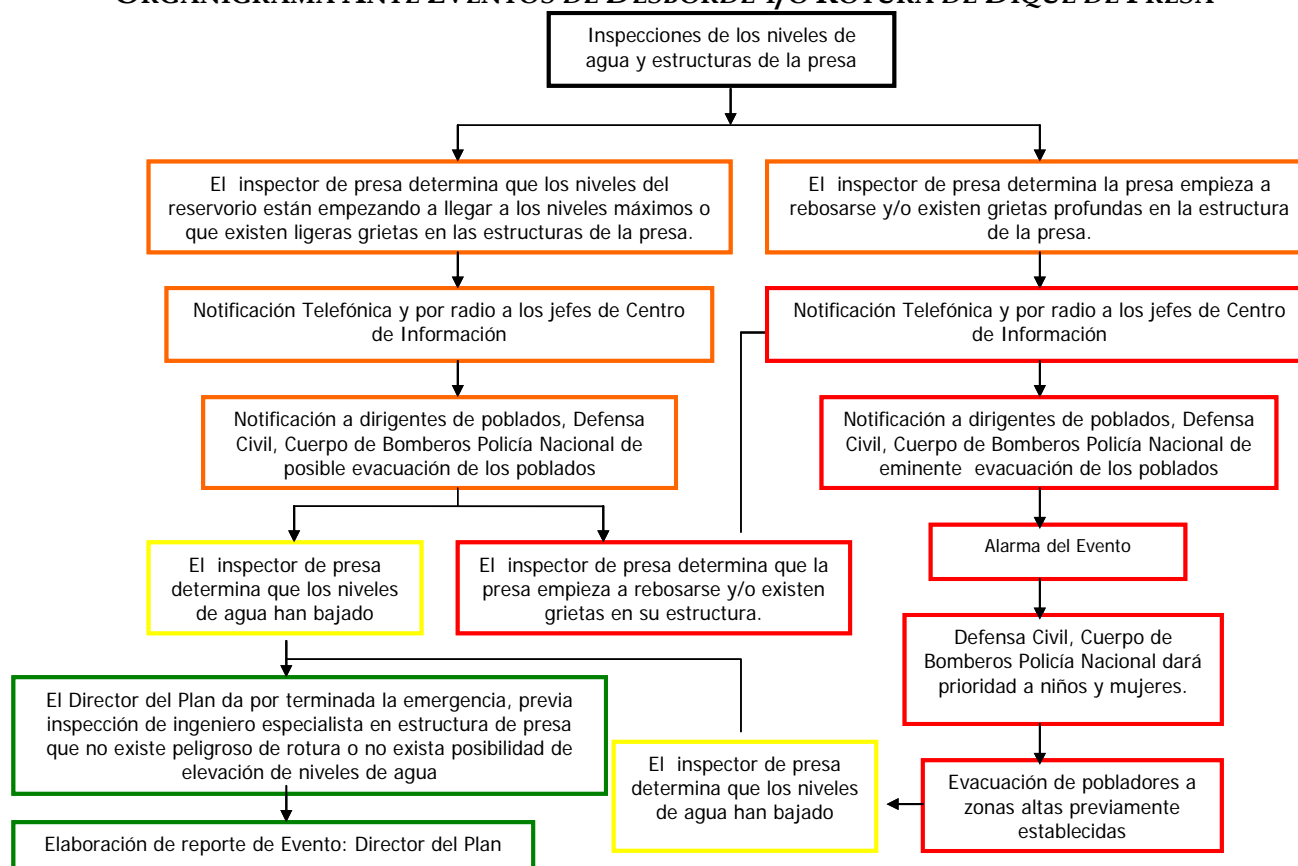 ORGANIGRAMA ANTE EVENTOS DE DESBORDE Y/O ROTURA DE DIQUE DE PRESA
Inspecciones de los niveles de
agua y estructuras de la presa
El inspector de presa determina que los niveles del
reservorio están empezando a llegar a los niveles máximos o
que existen ligeras grietas en las estructuras de la presa.
El inspector de presa determina la presa empieza a
rebosarse y/o existen grietas profundas en la estructura
de la presa.
Notificación Telefónica y por radio a los jefes de Centro
de Información
Notificación Telefónica y por radio a los jefes de Centro
de Información
Notificación a dirigentes de poblados, Defensa
Civil, Cuerpo de Bomberos Policía Nacional de
posible evacuación de los poblados
Notificación a dirigentes de poblados, Defensa
Civil, Cuerpo de Bomberos Policía Nacional de
eminente evacuación de los poblados
El inspector de presa
determina que los niveles
de agua han bajado
El inspector de presa determina que la
presa empieza a rebosarse y/o existen
grietas en su estructura.
Alarma del Evento
Defensa Civil, Cuerpo de
Bomberos Policía Nacional dará
prioridad a niños y mujeres.
El Director del Plan da por terminada la emergencia, previa
inspección de ingeniero especialista en estructura de presa
que no existe peligroso de rotura o no exista posibilidad de
elevación de niveles de agua
El inspector de presa
determina que los niveles
de agua han bajado
Evacuación de pobladores a
zonas altas previamente
establecidas
Elaboración de reporte de Evento: Director del Plan